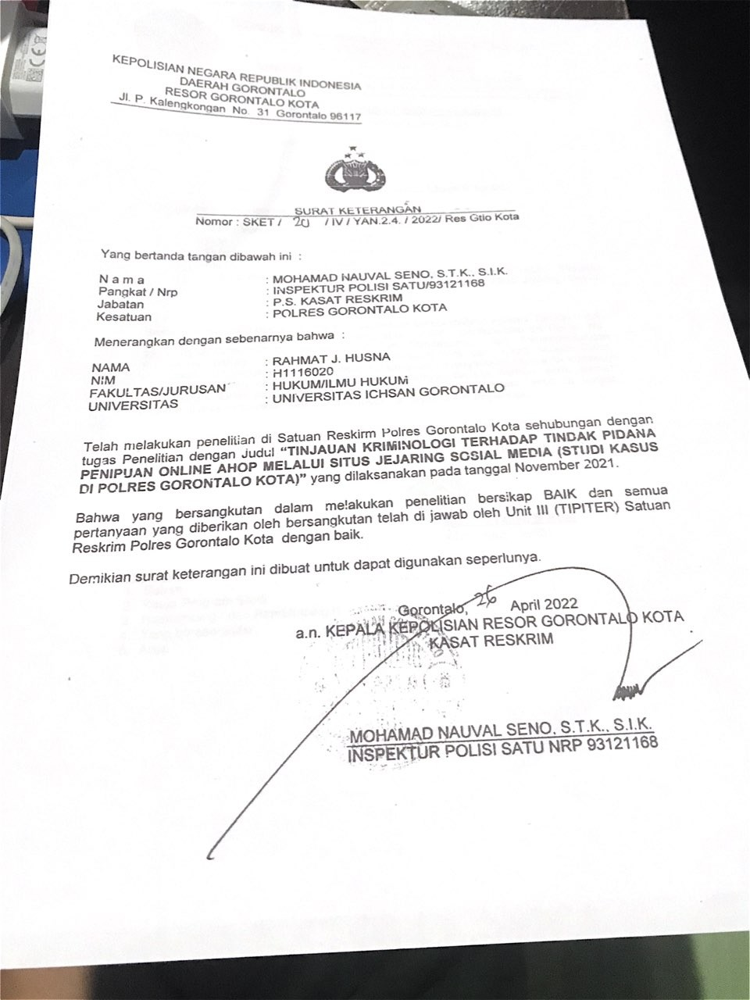 KEPOLISIAN NEGARA REPUBLIK INDONESIA
DAERAH GORONTALO
RESOR GORONTALO KOTA
Jl. P. Kalengkongan No. 31 Gorontalo 96117
SURAT KETERANGAN
Nomor : SKET / 20 / IV / YAN.2.4. / 2022/ Res Gtlo Kota
Yang bertanda tangan dibawah ini :
N a m a : MOHAMAD NAUVAL SENO, S.T.K., S.I.K.
Pangkat / Nrp : INSPEKTUR POLISI SATU/93121168
Jabatan : P.S. KASAT RESKRIM
Kesatuan : POLRES GORONTALO KOTA
Menerangkan dengan sebenarnya bahwa :
NAMA : RAHMAT J. HUSNA
NIM : H1116020
FAKULTAS/JURUSAN : HUKUM/ILMU HUKUM
UNIVERSITAS : UNIVERSITAS ICHSAN GORONTALO
Telah melakukan penelitian di Satuan Reskirm Polres Gorontalo Kota sehubungan dengan
tugas Penelitian dengan Judul "TINJAUAN KRIMINOLOGI TERHADAP TINDAK PIDANA
PENIPUAN ONLINE AHOP MELALUI SITUS JEJARING SOSIAL MEDIA (STUDI KASUS
DI POLRES GORONTALO KOTA)" yang dilaksanakan pada tanggal November 2021.
Bahwa yang bersangkutan dalam melakukan penelitian bersikap BAIK dan semua
pertanyaan yang diberikan oleh bersangkutan telah di jawab oleh Unit III (TIPITER) Satuan
Reskrim Polres Gorontalo Kota dengan baik.
Demikian surat keterangan ini dibuat untuk dapat digunakan seperlunya.
Gorontalo, 26 April 2022
a.n. KEPALA KEPOLISIAN RESOR GORONTALO KOTA
KASAT RESKRIM
MOHAMAD NAUVAL SENO, S.T.K., S.I.K.
INSPEKTUR POLISI SATU NRP 93121168